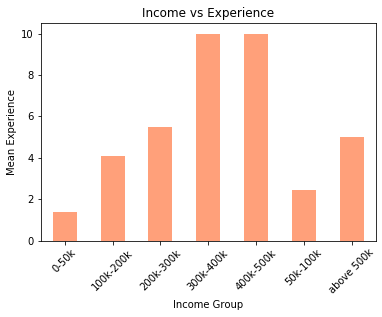 Income vs Experience
Mean Experience
10
8
6
4
2
0
0-50k
100k-200k
200k-300k
300k-400k
400k-500k
50k-100k
above 500k
Income Group